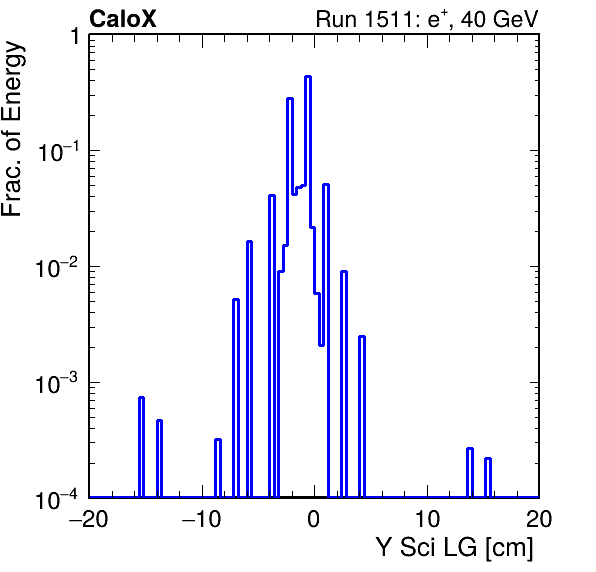 CaloX Run 1511: e⁺, 40 GeV
Frac. of Energy
1
10⁻¹
10⁻²
10⁻³
10⁻⁴
−20 −10 0 10 20
Y Sci LG [cm]